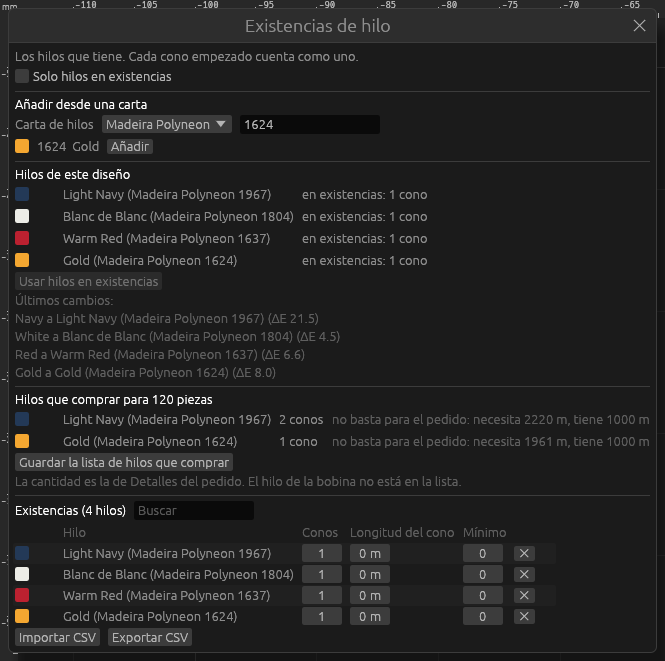 mm -110 -105 -100 -95 -90 -85 -80 -75 -70 -65
Existencias de hilo
Los hilos que tiene. Cada cono empezado cuenta como uno.
Solo hilos en existencias
Añadir desde una carta
Carta de hilos Madeira Polyneon 1624
1624 Gold Añadir
Hilos de este diseño
Light Navy (Madeira Polyneon 1967) en existencias: 1 cono
Blanc de Blanc (Madeira Polyneon 1804) en existencias: 1 cono
Warm Red (Madeira Polyneon 1637) en existencias: 1 cono
Gold (Madeira Polyneon 1624) en existencias: 1 cono
Usar hilos en existencias
Últimos cambios:
Navy a Light Navy (Madeira Polyneon 1967) (ΔE 21.5)
White a Blanc de Blanc (Madeira Polyneon 1804) (ΔE 4.5)
Red a Warm Red (Madeira Polyneon 1637) (ΔE 6.6)
Gold a Gold (Madeira Polyneon 1624) (ΔE 8.0)
Hilos que comprar para 120 piezas
Light Navy (Madeira Polyneon 1967) 2 conos no basta para el pedido: necesita 2220 m, tiene 1000 m
Gold (Madeira Polyneon 1624) 1 cono no basta para el pedido: necesita 1961 m, tiene 1000 m
Guardar la lista de hilos que comprar
La cantidad es la de Detalles del pedido. El hilo de la bobina no está en la lista.
Existencias (4 hilos) Buscar
Hilo Conos Longitud del cono Mínimo
Light Navy (Madeira Polyneon 1967) 1 0 m 0
Blanc de Blanc (Madeira Polyneon 1804) 1 0 m 0
Warm Red (Madeira Polyneon 1637) 1 0 m 0
Gold (Madeira Polyneon 1624) 1 0 m 0
Importar CSV Exportar CSV